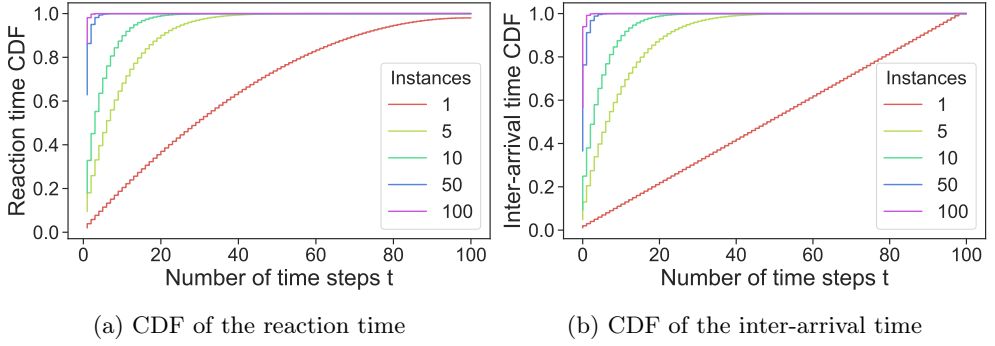 Reaction time CDF
1.0
0.8
0.6
0.4
0.2
0.0
Instances
1
5
10
50
100
0 20 40 60 80 100
Number of time steps t
(a) CDF of the reaction time
Inter-arrival time CDF
1.0
0.8
0.6
0.4
0.2
0.0
Instances
1
5
10
50
100
0 20 40 60 80 100
Number of time steps t
(b) CDF of the inter-arrival time